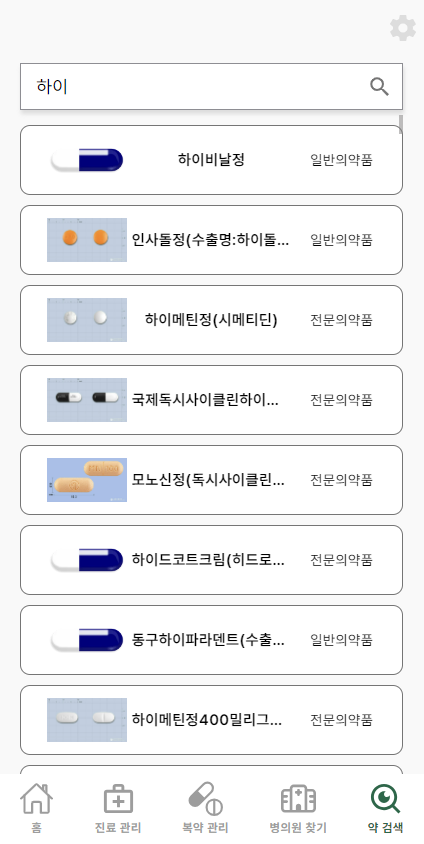 하이
하이비날정 일반의약품
인사돌정(수출명:하이돌... 일반의약품
하이메틴정(시메티딘) 전문의약품
국제독시사이클린하이... 전문의약품
모노신정(독시사이클린... 전문의약품
하이드코트크림(히드로... 전문의약품
동구하이파라덴트(수출... 일반의약품
하이메틴정400밀리그... 전문의약품
홈 진료 관리 복약 관리 병의원 찾기 약 검색